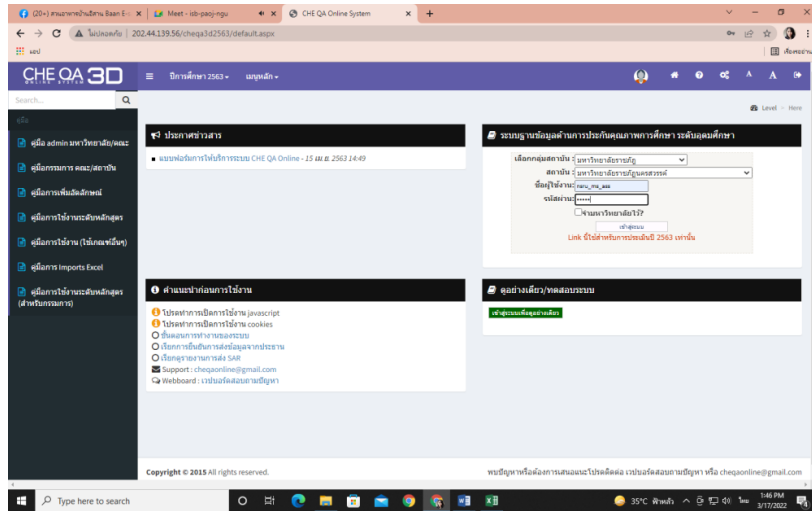 (20+) สวนอาหารบ้านอีสาน Baan E
Meet - isb-paoj-ngu
CHE QA Online System
ไม่ปลอดภัย | 202.44.139.56/cheqa3d2563/default.aspx
แอป
CHE QA 3D
ONLINE SYSTEM
ปีการศึกษา 2563
เมนูหลัก
A A
Search...
Level - Here
คู่มือ
คู่มือ admin มหาวิทยาลัย/คณะ
คู่มือกรรมการ คณะ/สถาบัน
คู่มือการเพิ่มอัตลักษณ์
คู่มือการใช้งานระดับหลักสูตร
คู่มือการใช้งาน (ใช้เกณฑ์อื่นๆ)
คู่มือการ Imports Excel
คู่มือการใช้งานระดับหลักสูตร
(สำหรับกรรมการ)
ประกาศข่าวสาร
แบบฟอร์มการให้บริการระบบ CHE QA Online - 15 เม.ย. 2563 14:49
ระบบฐานข้อมูลด้านการประกันคุณภาพการศึกษา ระดับอุดมศึกษา
เลือกกลุ่มสถาบัน : มหาวิทยาลัยราชภัฏ
สถาบัน : มหาวิทยาลัยราชภัฏนครสวรรค์
ชื่อผู้ใช้งาน:
รหัสผ่าน: •••••
จำมหาวิทยาลัยไว้?
เข้าสู่ระบบ
Link นี้ใช้สำหรับการประเมินปี 2563 เท่านั้น
คำแนะนำก่อนการใช้งาน
โปรดทำการเปิดการใช้งาน javascript
โปรดทำการเปิดการใช้งาน cookies
ขั้นตอนการทำงานของระบบ
เรียกการยืนยันการส่งข้อมูลจากประธาน
เรียกดูรายงานการส่ง SAR
Support : cheqaonline@gmail.com
Webboard : เวปบอร์ดสอบถามปัญหา
ดูอย่างเดียว/ทดสอบระบบ
เข้าสู่ระบบเพื่อดูอย่างเดียว
Copyright © 2015 All rights reserved.
พบปัญหาหรือต้องการเสนอแนะโปรดติดต่อ เวปบอร์ดสอบถามปัญหา หรือ cheqaonline@gmail.com
Type here to search
35°C ฟ้าหลัว
ไทย
1:46 PM
3/17/2022